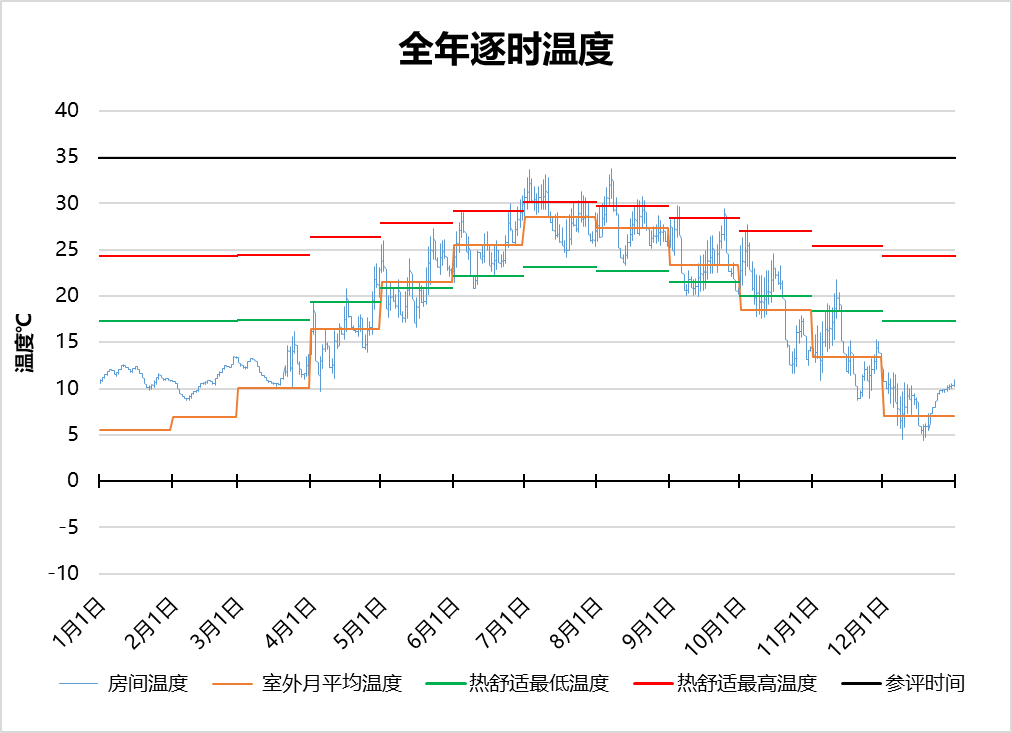 全年逐时温度
40
35
30
25
20
15
10
5
0
-5
-10
温度℃
1月1日
2月1日
3月1日
4月1日
5月1日
6月1日
7月1日
8月1日
9月1日
10月1日
11月1日
12月1日
房间温度 室外月平均温度 热舒适最低温度 热舒适最高温度 参评时间